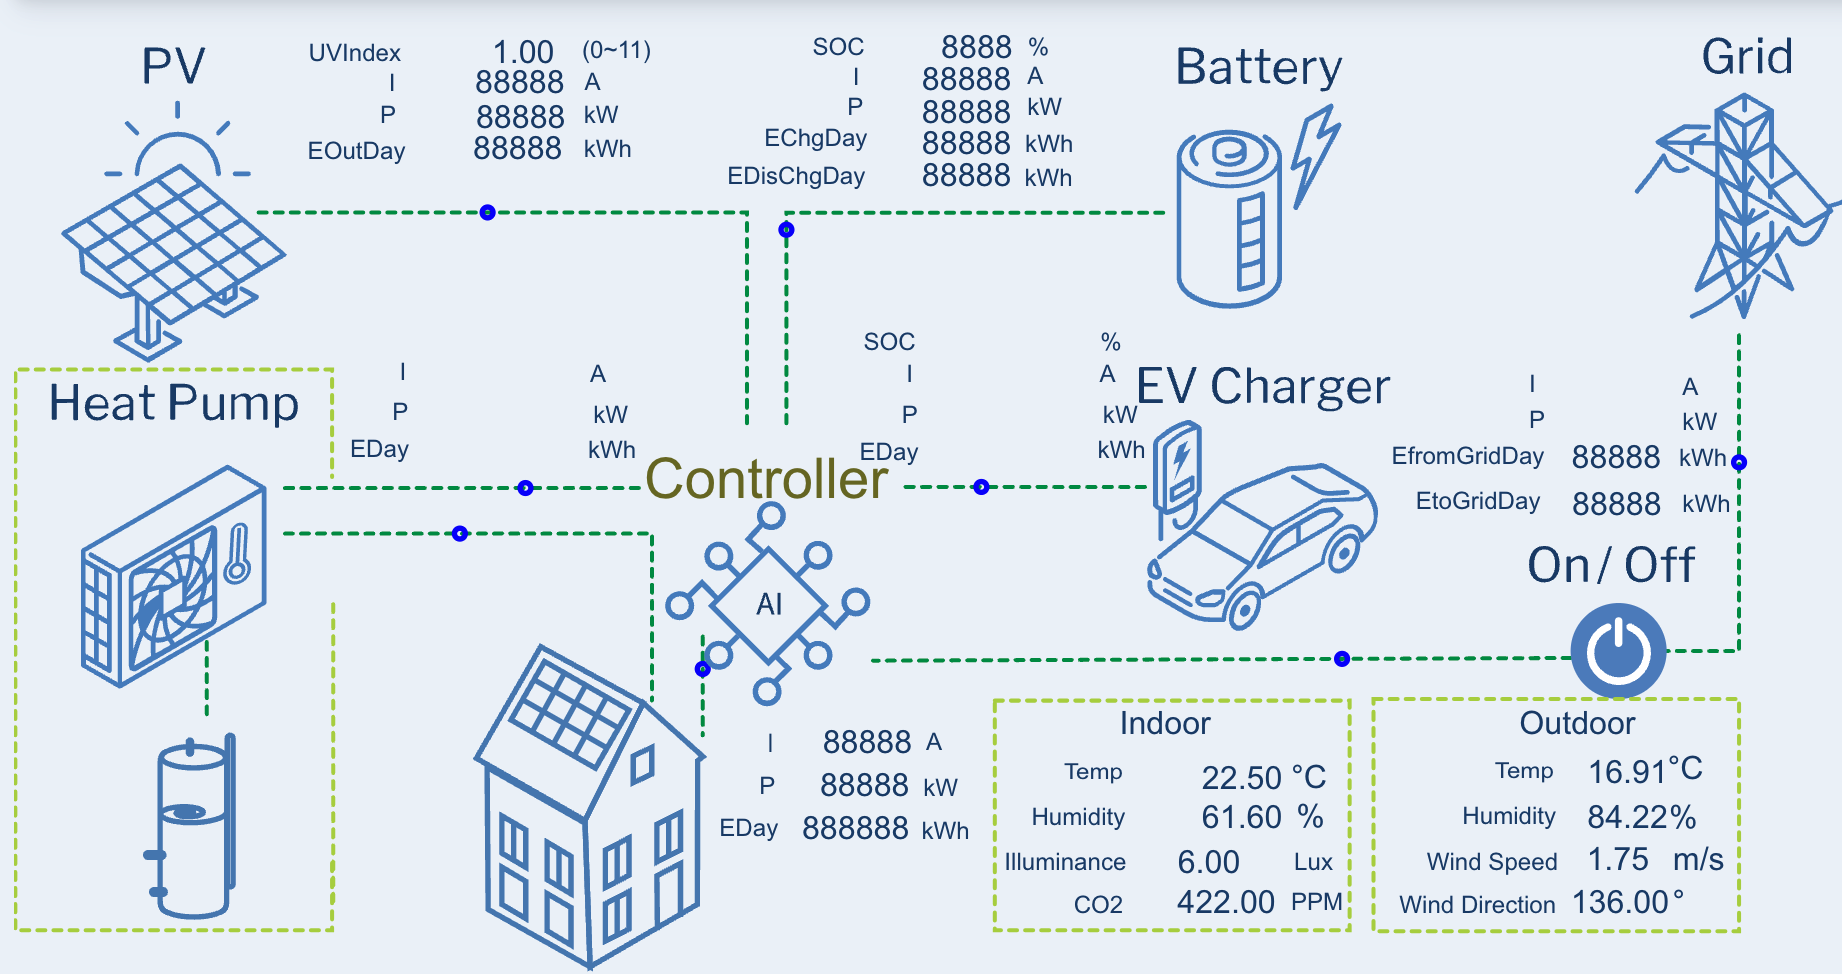 PV
UVIndex 1.00 (0~11)
I 88888 A
P 88888 kW
EOutDay 88888 kWh
SOC 8888 %
I 88888 A
P 88888 kW
EChgDay 88888 kWh
EDisChgDay 88888 kWh
Battery
Grid
Heat Pump
I A
P kW
EDay kWh
SOC %
I A
P kW
EDay kWh
EV Charger
I A
P kW
EfromGridDay 88888 kWh
EtoGridDay 88888 kWh
Controller
AI
On/ Off
I 88888 A
P 88888 kW
EDay 888888 kWh
Indoor
Temp 22.50 °C
Humidity 61.60 %
Illuminance 6.00 Lux
CO2 422.00 PPM
Outdoor
Temp 16.91°C
Humidity 84.22%
Wind Speed 1.75 m/s
Wind Direction 136.00°